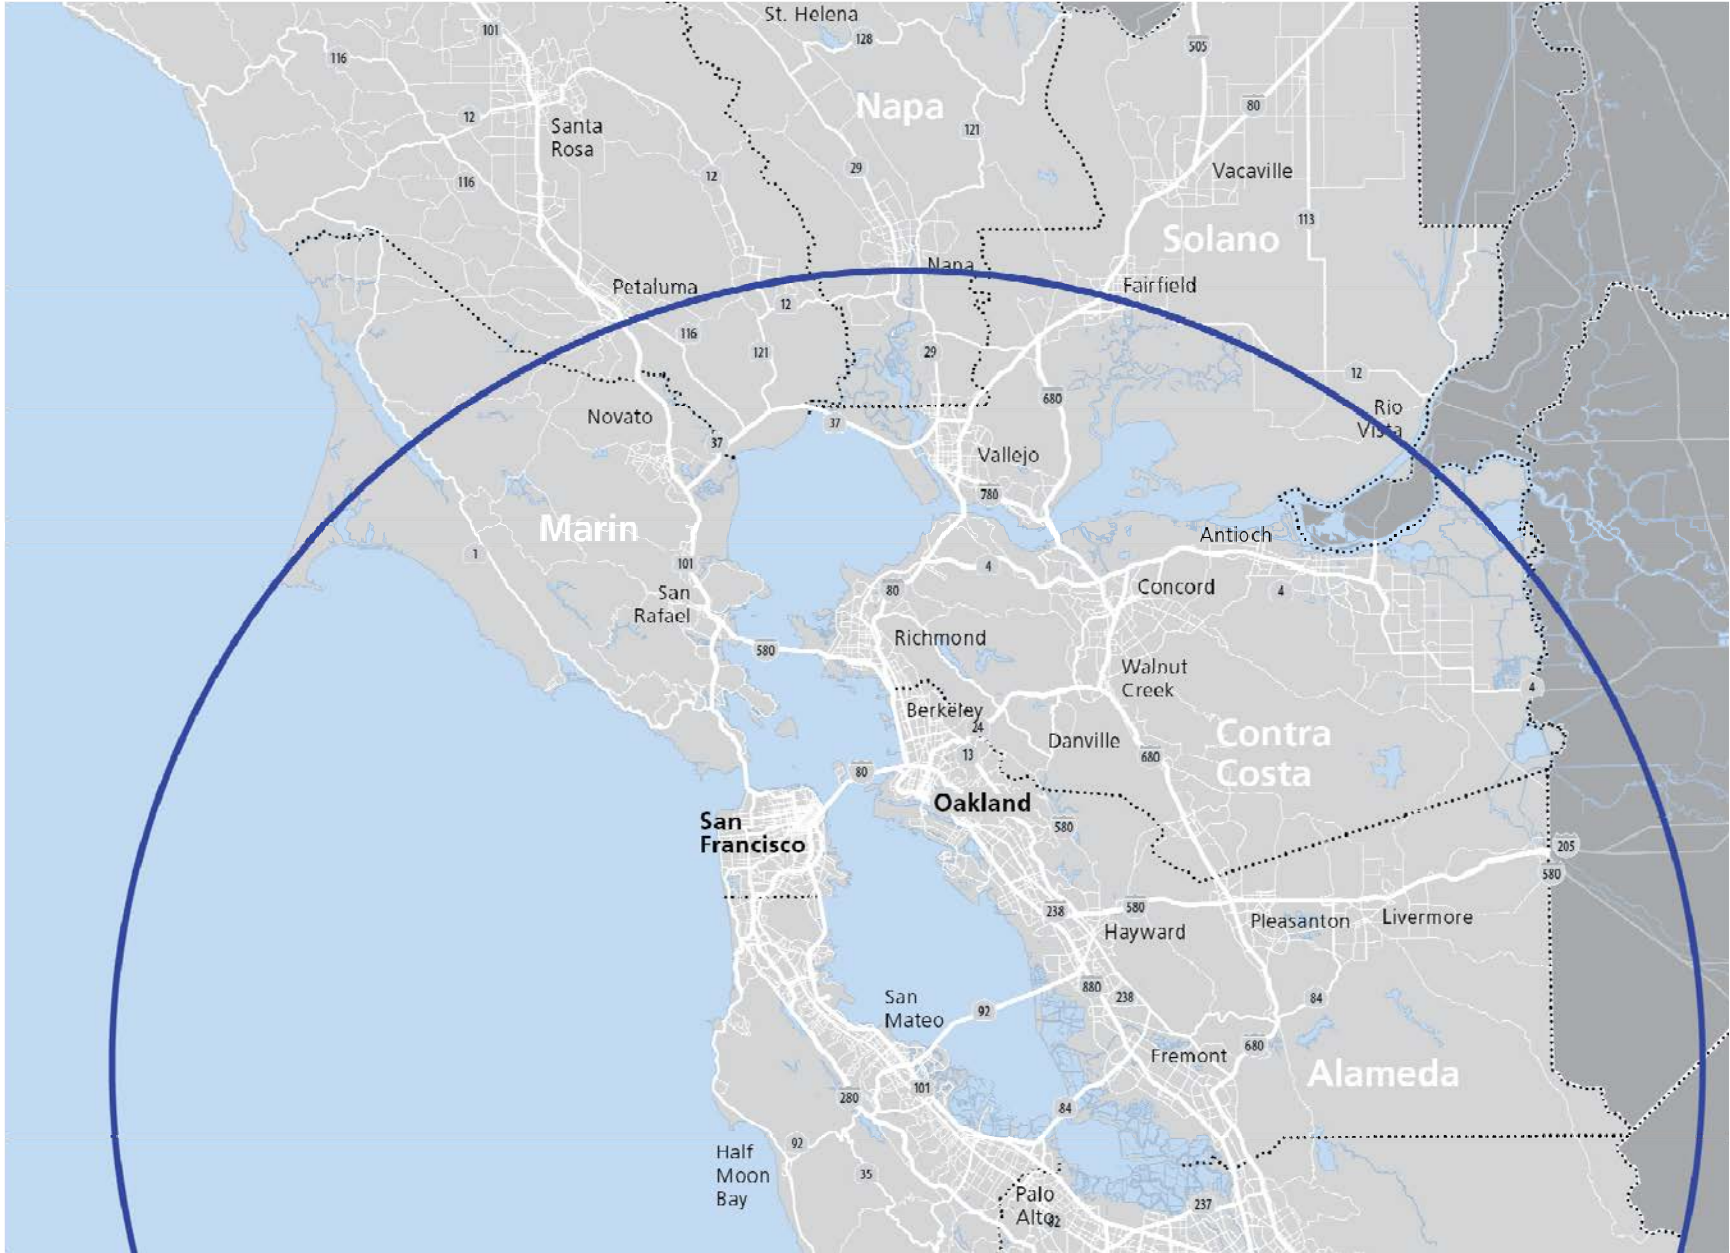 St. Helena
101
128
505
116
Napa
80
12
Santa
Rosa
121
29
Vacaville
116
12
113
Solano
Napa
Petaluma
Fairfield
12
116
121
29
12
680
Rio
Vista
Novato
37
37
Vallejo
780
Marin
Antioch
1
101
4
80
Concord
4
San
Rafael
Richmond
580
Walnut
Creek
4
Berkeley
24
Contra
Costa
Danville
13
680
80
Oakland
San
Francisco
580
205
580
238
580
Pleasanton
Livermore
Hayward
880
238
84
San
Mateo
92
Fremont
680
Alameda
101
280
84
92
Half
Moon
Bay
35
Palo
Alto
82
237